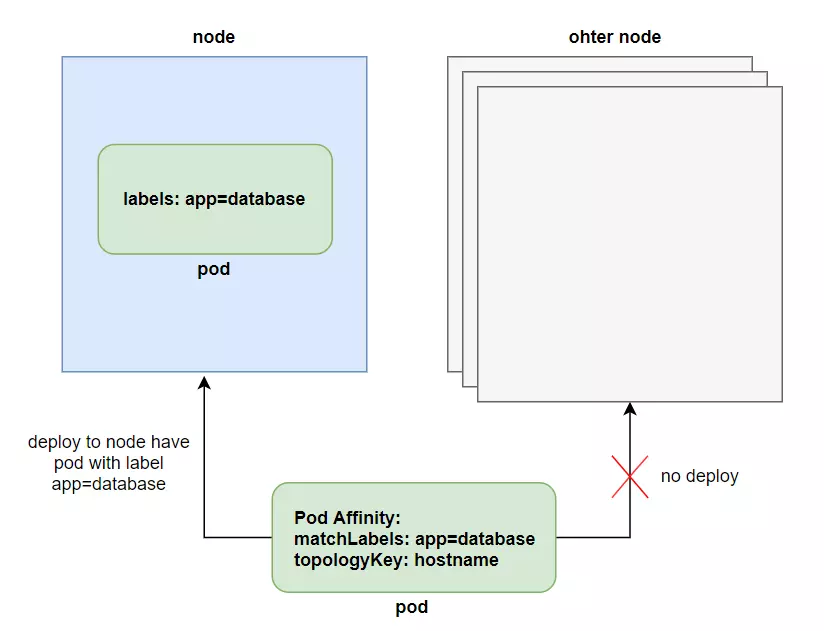 node
ohter node
labels: app=database
pod
deploy to node have
pod with label
app=database
no deploy
Pod Affinity:
matchLabels: app=database
topologyKey: hostname
pod